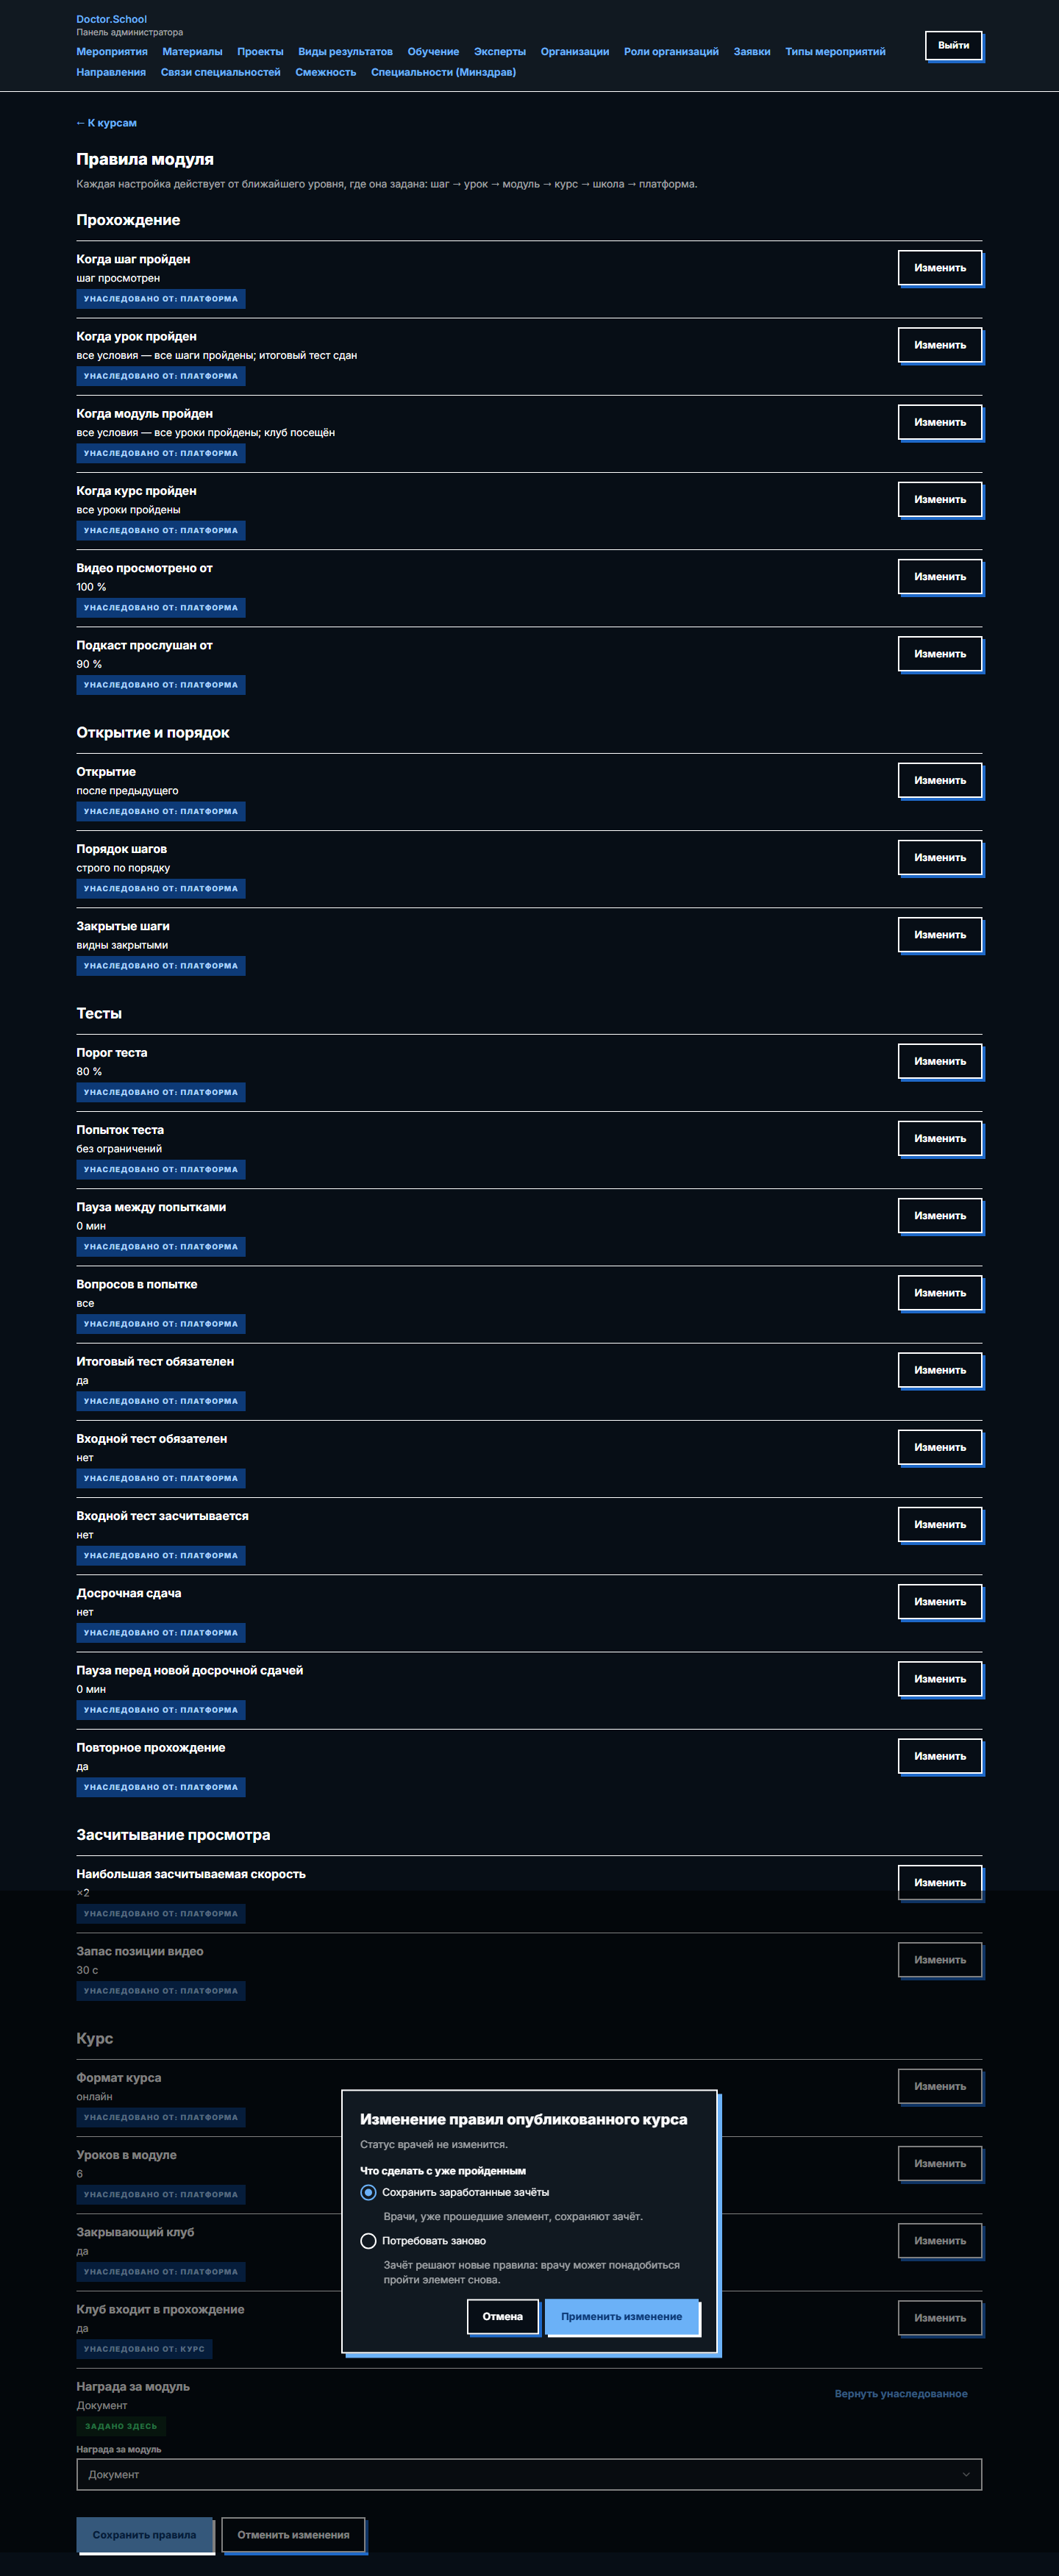 Doctor.School
Панель администратора
Мероприятия Материалы Проекты Виды результатов Обучение Эксперты Организации Роли организаций Заявки Типы мероприятий
Направления Связи специальностей Смежность Специальности (Минздрав)
Выйти
← К курсам
Правила модуля
Каждая настройка действует от ближайшего уровня, где она задана: шаг → урок → модуль → курс → школа → платформа.
Прохождение
Когда шаг пройден
шаг просмотрен
УНАСЛЕДОВАНО ОТ: ПЛАТФОРМА
Изменить
Когда урок пройден
все условия — все шаги пройдены; итоговый тест сдан
УНАСЛЕДОВАНО ОТ: ПЛАТФОРМА
Изменить
Когда модуль пройден
все условия — все уроки пройдены; клуб посещён
УНАСЛЕДОВАНО ОТ: ПЛАТФОРМА
Изменить
Когда курс пройден
все уроки пройдены
УНАСЛЕДОВАНО ОТ: ПЛАТФОРМА
Изменить
Видео просмотрено от
100 %
УНАСЛЕДОВАНО ОТ: ПЛАТФОРМА
Изменить
Подкаст прослушан от
90 %
УНАСЛЕДОВАНО ОТ: ПЛАТФОРМА
Изменить
Открытие и порядок
Открытие
после предыдущего
УНАСЛЕДОВАНО ОТ: ПЛАТФОРМА
Изменить
Порядок шагов
строго по порядку
УНАСЛЕДОВАНО ОТ: ПЛАТФОРМА
Изменить
Закрытые шаги
видны закрытыми
УНАСЛЕДОВАНО ОТ: ПЛАТФОРМА
Изменить
Тесты
Порог теста
80 %
УНАСЛЕДОВАНО ОТ: ПЛАТФОРМА
Изменить
Попыток теста
без ограничений
УНАСЛЕДОВАНО ОТ: ПЛАТФОРМА
Изменить
Пауза между попытками
0 мин
УНАСЛЕДОВАНО ОТ: ПЛАТФОРМА
Изменить
Вопросов в попытке
все
УНАСЛЕДОВАНО ОТ: ПЛАТФОРМА
Изменить
Итоговый тест обязателен
да
УНАСЛЕДОВАНО ОТ: ПЛАТФОРМА
Изменить
Входной тест обязателен
нет
УНАСЛЕДОВАНО ОТ: ПЛАТФОРМА
Изменить
Входной тест засчитывается
нет
УНАСЛЕДОВАНО ОТ: ПЛАТФОРМА
Изменить
Досрочная сдача
нет
УНАСЛЕДОВАНО ОТ: ПЛАТФОРМА
Изменить
Пауза перед новой досрочной сдачей
0 мин
УНАСЛЕДОВАНО ОТ: ПЛАТФОРМА
Изменить
Повторное прохождение
да
УНАСЛЕДОВАНО ОТ: ПЛАТФОРМА
Изменить
Засчитывание просмотра
Наибольшая засчитываемая скорость
×2
УНАСЛЕДОВАНО ОТ: ПЛАТФОРМА
Изменить
Запас позиции видео
30 с
УНАСЛЕДОВАНО ОТ: ПЛАТФОРМА
Изменить
Курс
Формат курса
онлайн
УНАСЛЕДОВАНО ОТ: ПЛАТФОРМА
Изменить
Уроков в модуле
6
УНАСЛЕДОВАНО ОТ: ПЛАТФОРМА
Изменить
Закрывающий клуб
да
УНАСЛЕДОВАНО ОТ: ПЛАТФОРМА
Изменить
Клуб входит в прохождение
да
УНАСЛЕДОВАНО ОТ: КУРС
Изменить
Награда за модуль
Документ
ЗАДАНО ЗДЕСЬ
Вернуть унаследованное
Награда за модуль
Документ
Сохранить правила
Отменить изменения
Изменение правил опубликованного курса
Статус врачей не изменится.
Что сделать с уже пройденным
Сохранить заработанные зачёты
Врачи, уже прошедшие элемент, сохраняют зачёт.
Потребовать заново
Зачёт решают новые правила: врачу может понадобиться
пройти элемент снова.
Отмена
Применить изменение